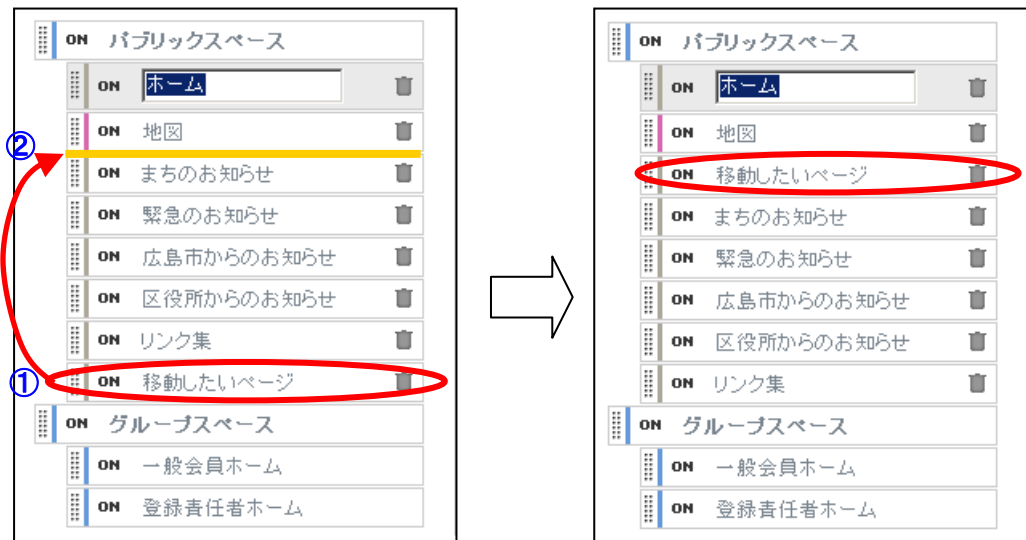 ON パブリックスペース
ON ホーム
ON 地図
②
ON まちのお知らせ
ON 緊急のお知らせ
ON 広島市からのお知らせ
ON 区役所からのお知らせ
ON リンク集
① ON 移動したいページ
ON グループスペース
ON 一般会員ホーム
ON 登録責任者ホーム
ON パブリックスペース
ON ホーム
ON 地図
ON 移動したいページ
ON まちのお知らせ
ON 緊急のお知らせ
ON 広島市からのお知らせ
ON 区役所からのお知らせ
ON リンク集
ON グループスペース
ON 一般会員ホーム
ON 登録責任者ホーム